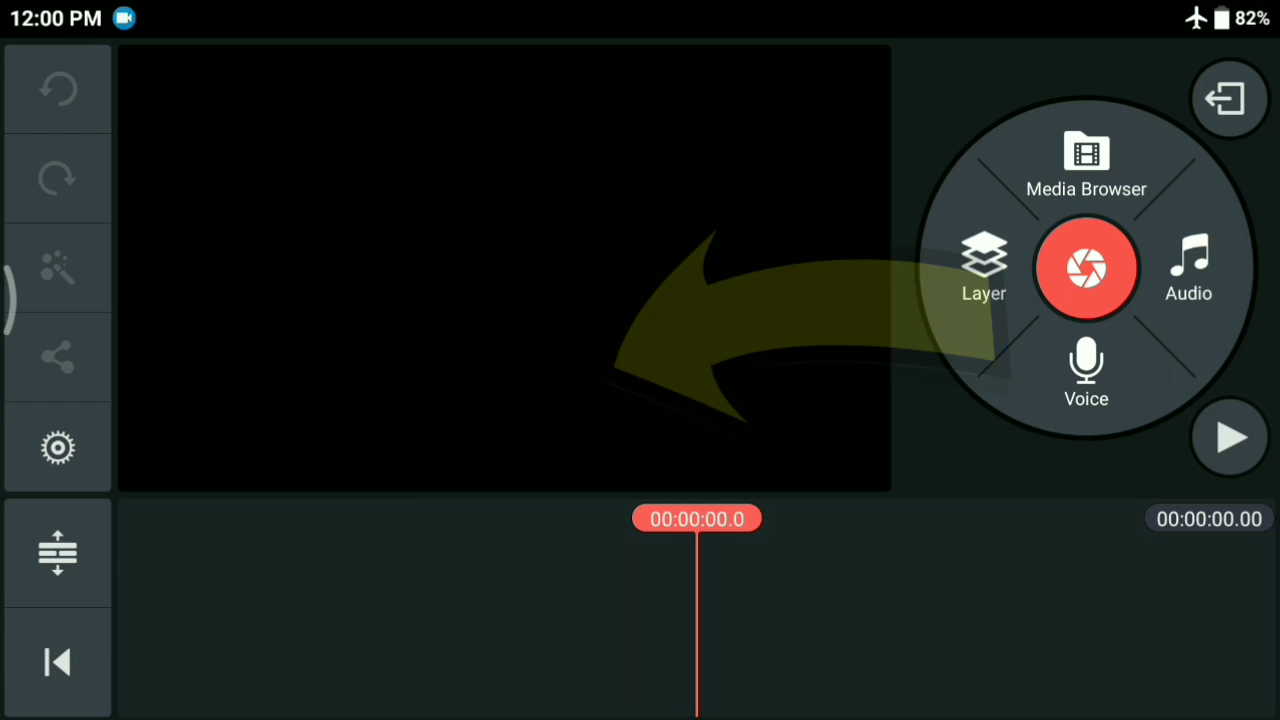 12:00 PM
82%
Media Browser
Layer
Audio
Voice
00:00:00.0
00:00:00.00